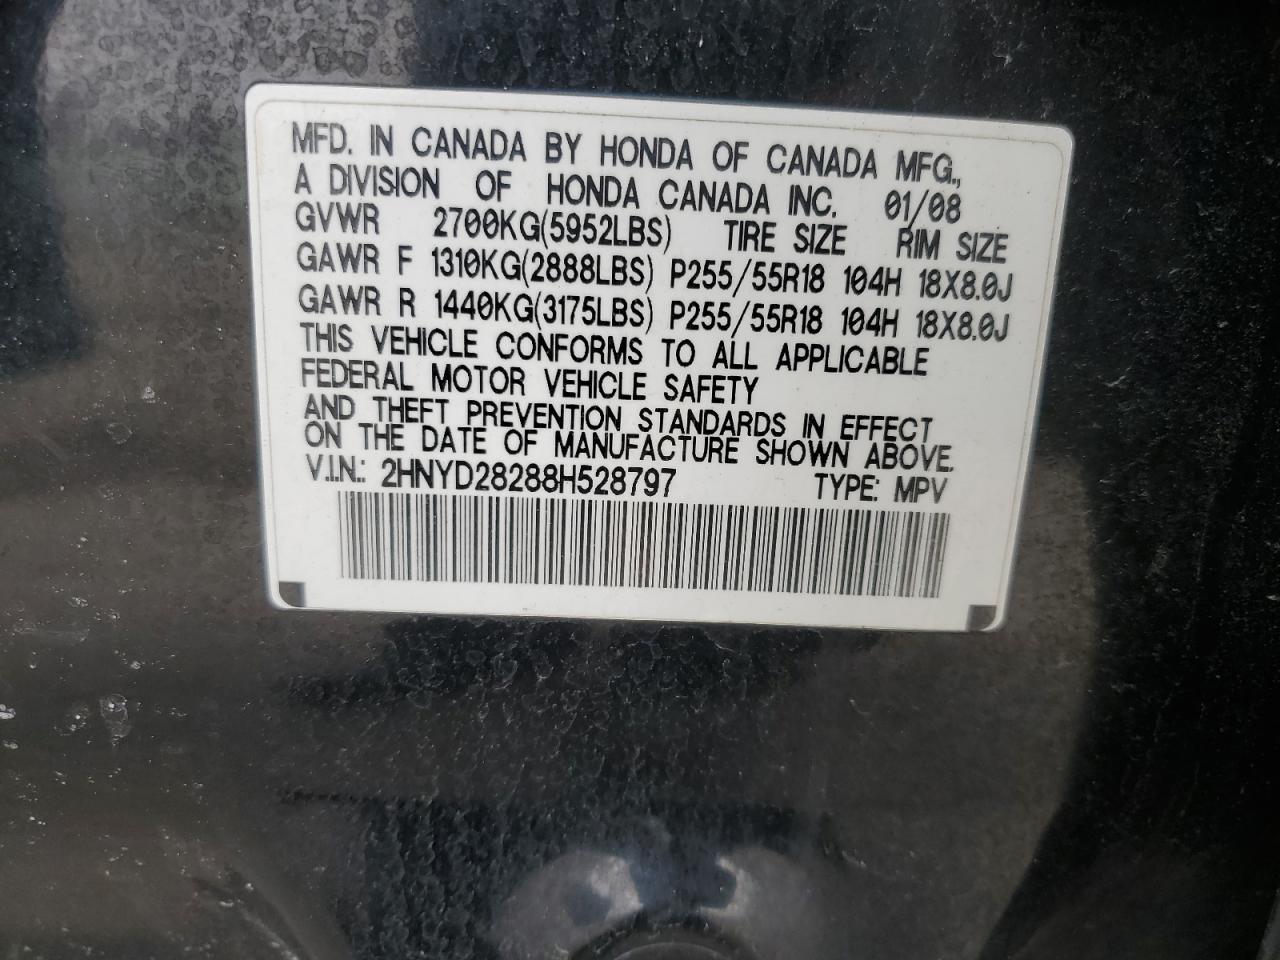 MFD. IN CANADA BY HONDA OF CANADA MFG.,
A DIVISION OF HONDA CANADA INC. 01/08
GVWR 2700KG(5952LBS) TIRE SIZE RIM SIZE
GAWR F 1310KG(2888LBS) P255/55R18 104H 18X8.0J
GAWR R 1440KG(3175LBS) P255/55R18 104H 18X8.0J
THIS VEHICLE CONFORMS TO ALL APPLICABLE
FEDERAL MOTOR VEHICLE SAFETY
AND THEFT PREVENTION STANDARDS IN EFFECT
ON THE DATE OF MANUFACTURE SHOWN ABOVE.
V.I.N.: 2HNYD28288H528797 TYPE: MPV